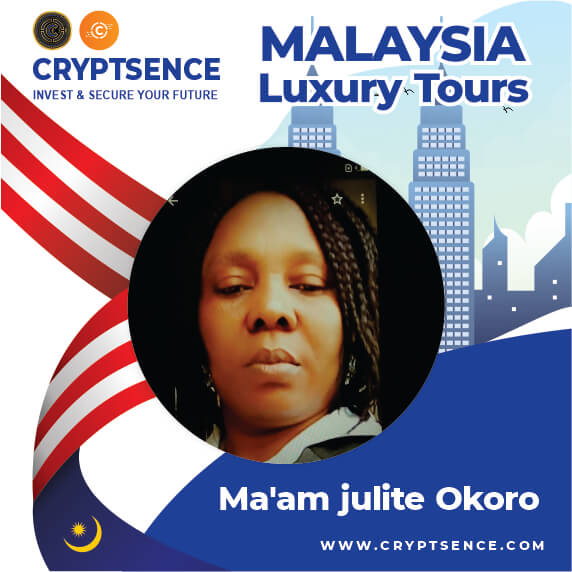 CRYPTSENCE
INVEST & SECURE YOUR FUTURE
MALAYSIA
Luxury Tours
Ma'am julite Okoro
WWW.CRYPTSENCE.COM